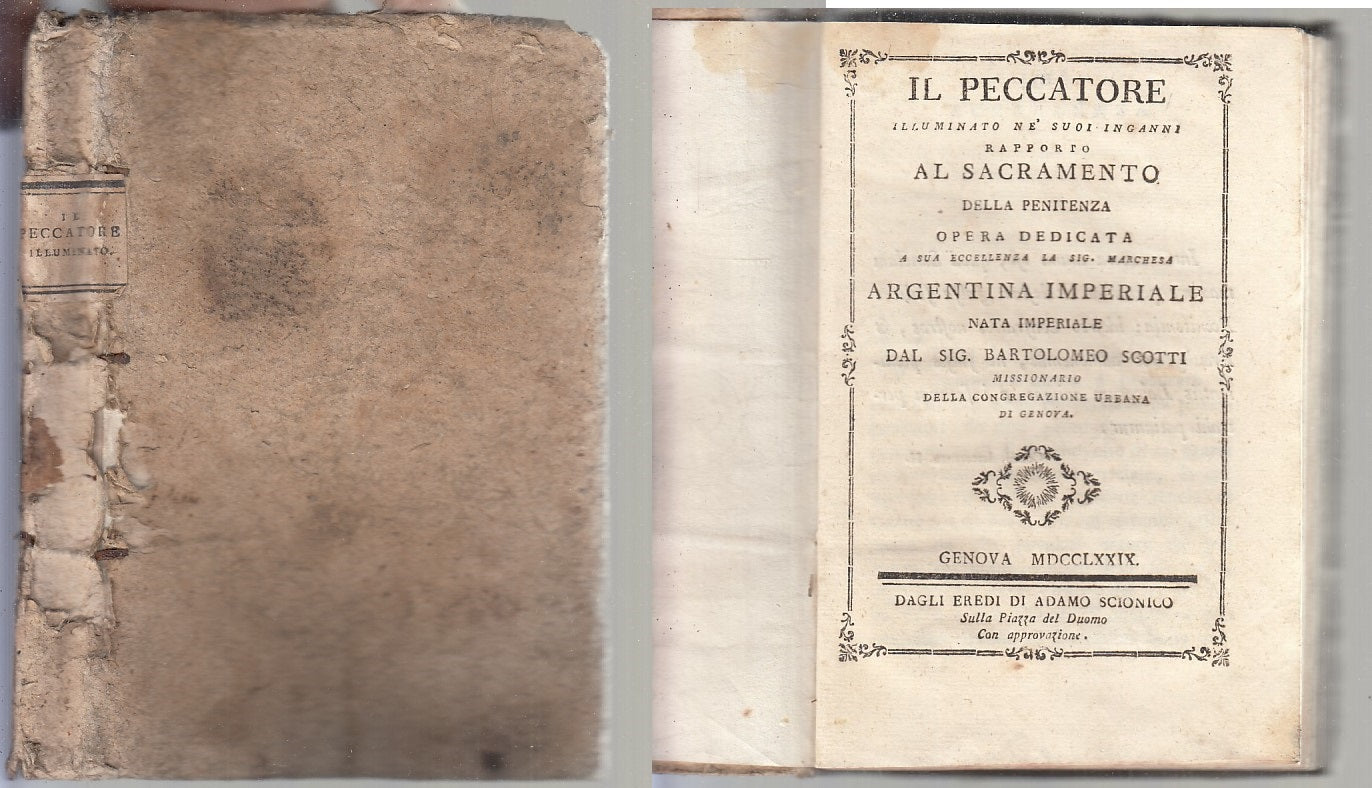 IL
PECCATORE
ILLUMINATO.
IL PECCATORE
ILLUMINATO NE' SUOI INGANNI
RAPPORTO
AL SACRAMENTO
DELLA PENITENZA
OPERA DEDICATA
A SUA ECCELLENZA LA SIG. MARCHESA
ARGENTINA IMPERIALE
NATA IMPERIALE
DAL SIG. BARTOLOMEO SCOTTI
MISSIONARIO
DELLA CONGREGAZIONE URBANA
DI GENOVA.
GENOVA MDCCLXXIX.
DAGLI EREDI DI ADAMO SCIONICO
Sulla Piazza del Duomo
Con approvazione.